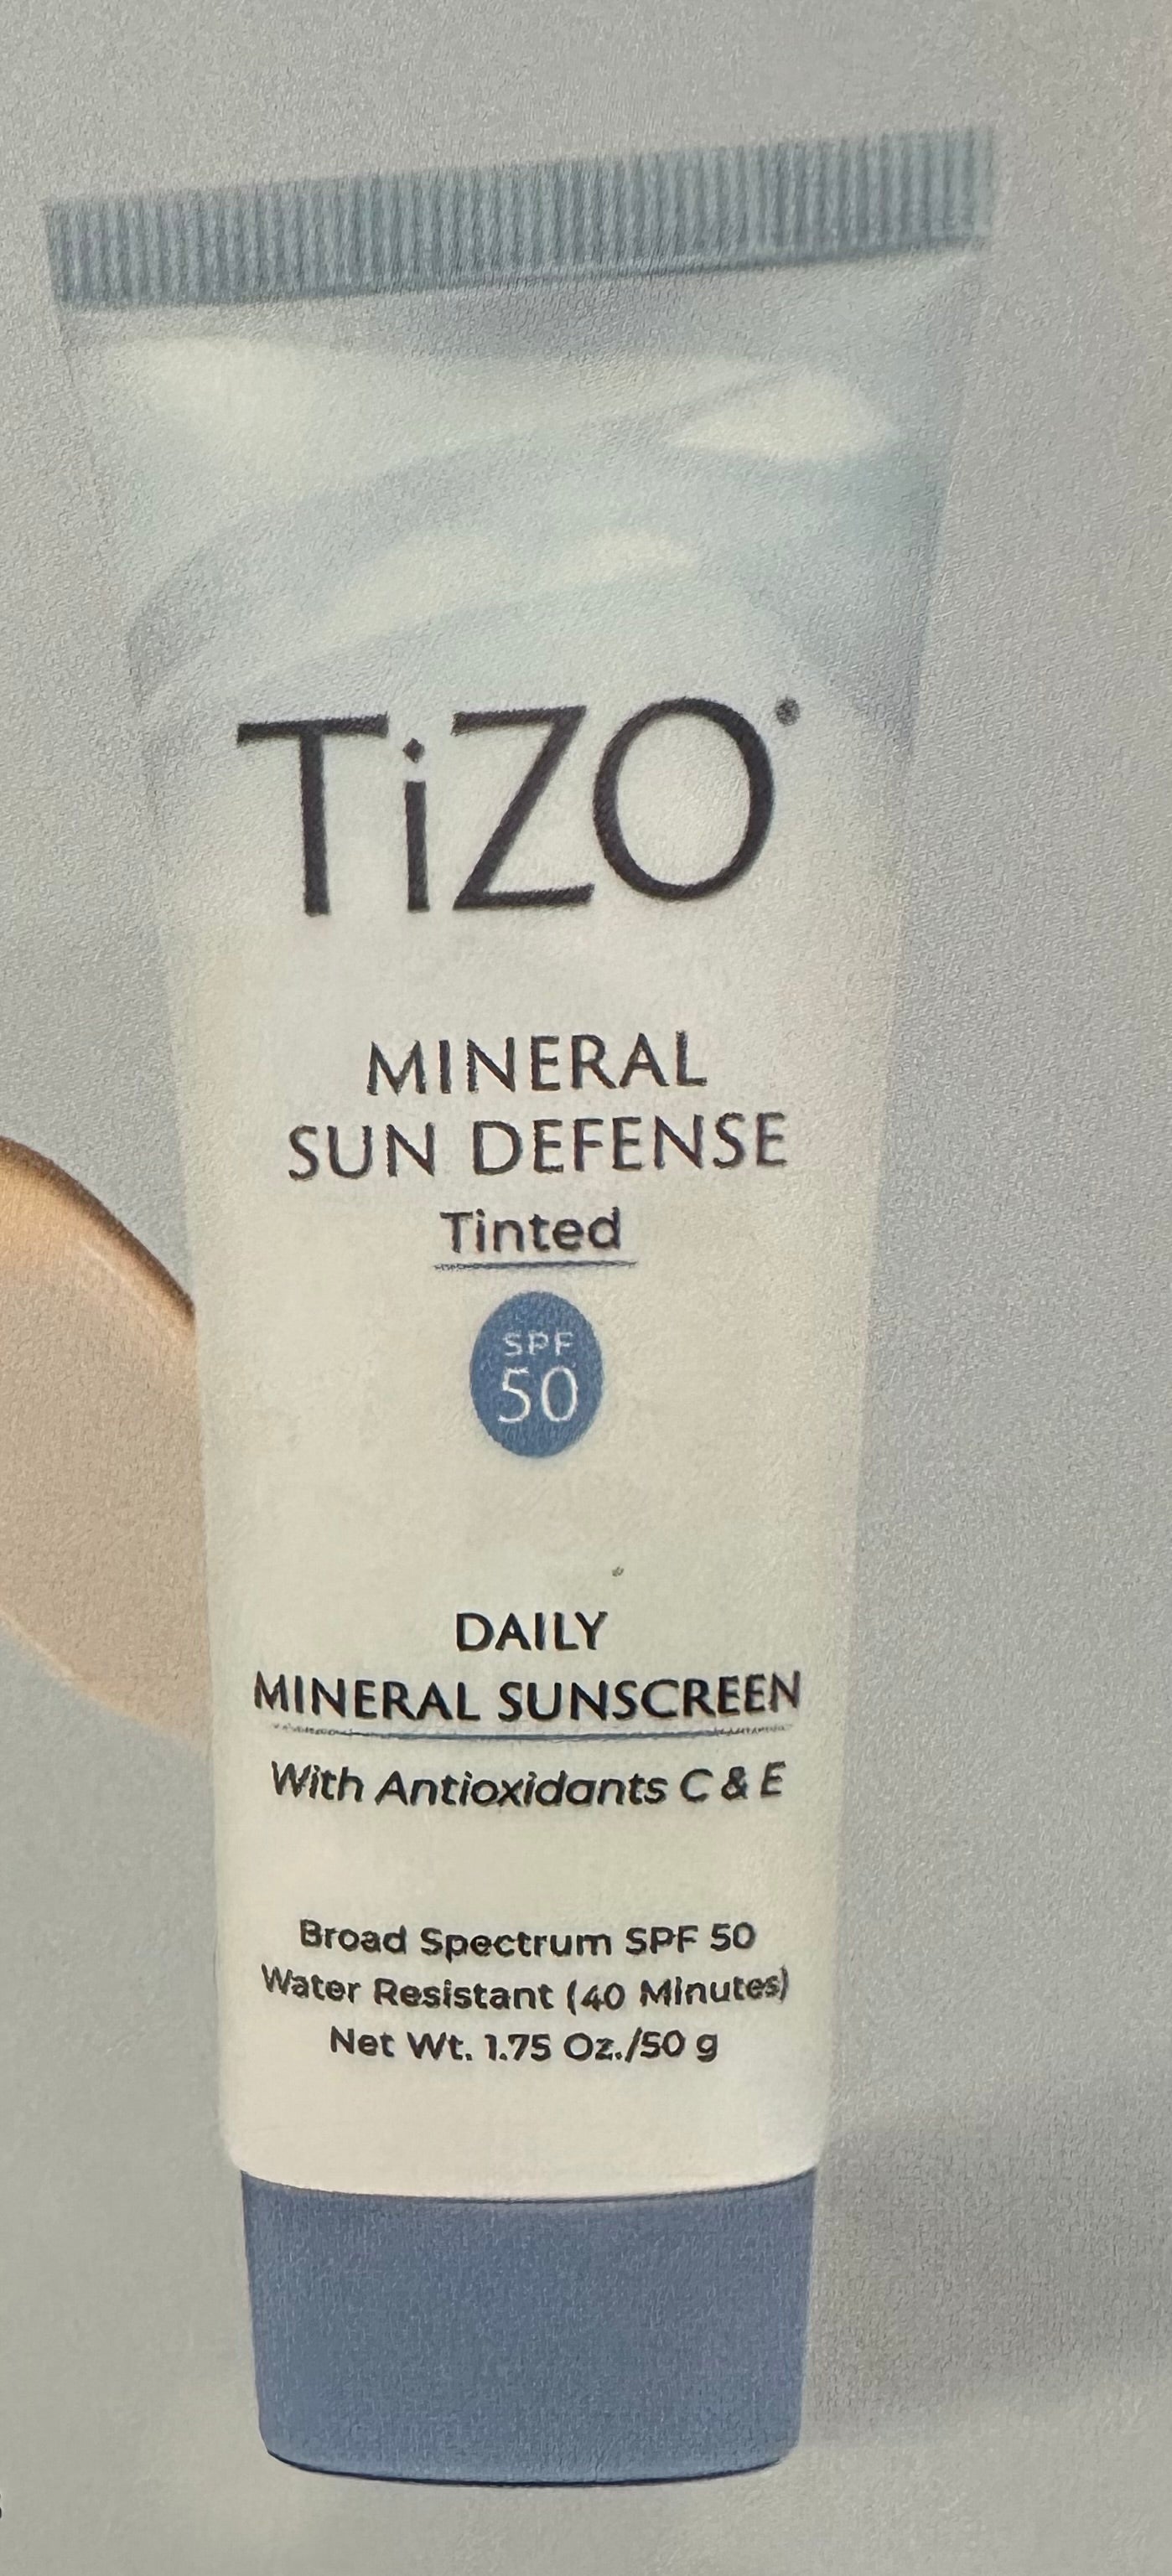 TiZO
MINERAL
SUN DEFENSE
Tinted
SPF
50
DAILY
MINERAL SUNSCREEN
With Antioxidants C & E
Broad Spectrum SPF 50
Water Resistant (40 Minutes)
Net Wt. 1.75 Oz./50 g